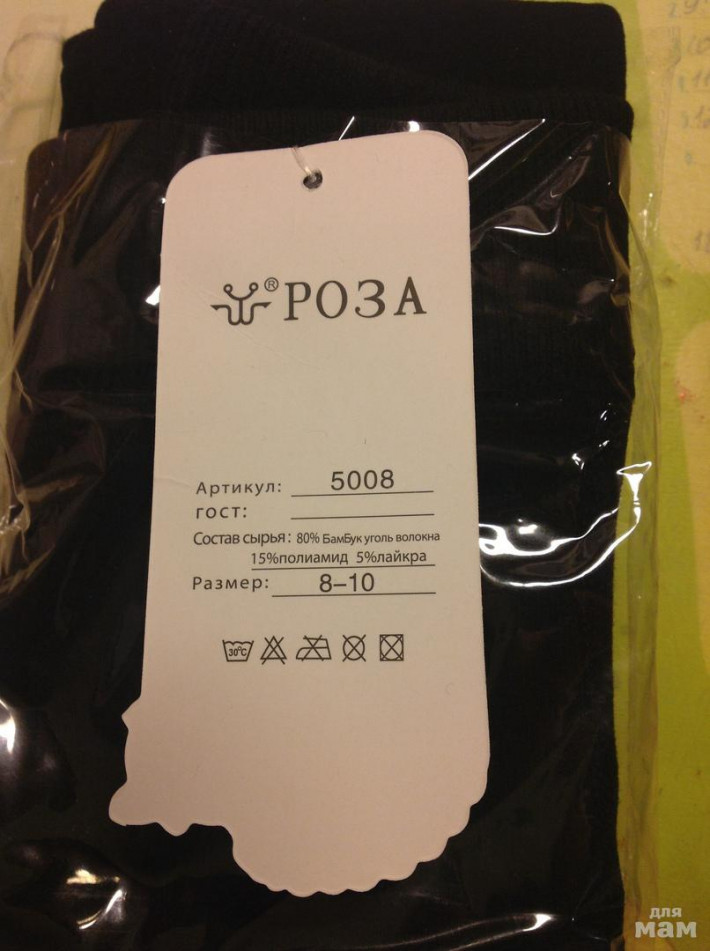 ® РОЗА
Артикул: 5008
гост:
Состав сырья: 80% БамБук уголь волокна
15%полиамид 5%лайкра
Размер: 8–10
30°C
для
мам